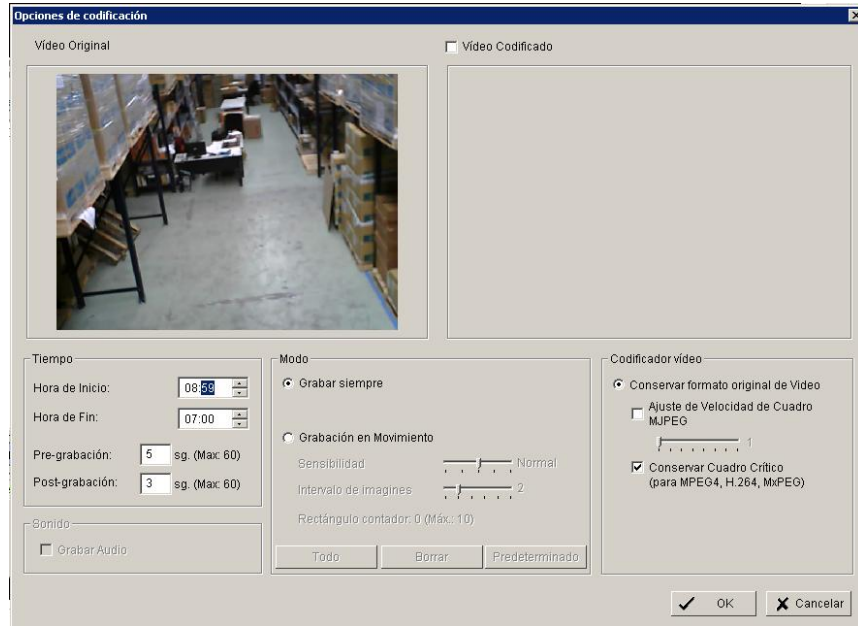 Opciones de codificación
Vídeo Original
Vídeo Codificado
Tiempo
Hora de Inicio: 08:59
Hora de Fin: 07:00
Pre-grabación: 5 sg. (Max: 60)
Post-grabación: 3 sg. (Max: 60)
Sonido
Grabar Audio
Modo
Grabar siempre
Grabación en Movimiento
Sensibilidad Normal
Intervalo de imagines 2
Rectángulo contador: 0 (Máx.: 10)
Todo Borrar Predeterminado
Codificador vídeo
Conservar formato original de Video
Ajuste de Velocidad de Cuadro
MJPEG
1
Conservar Cuadro Crítico
(para MPEG4, H.264, MxPEG)
OK Cancelar